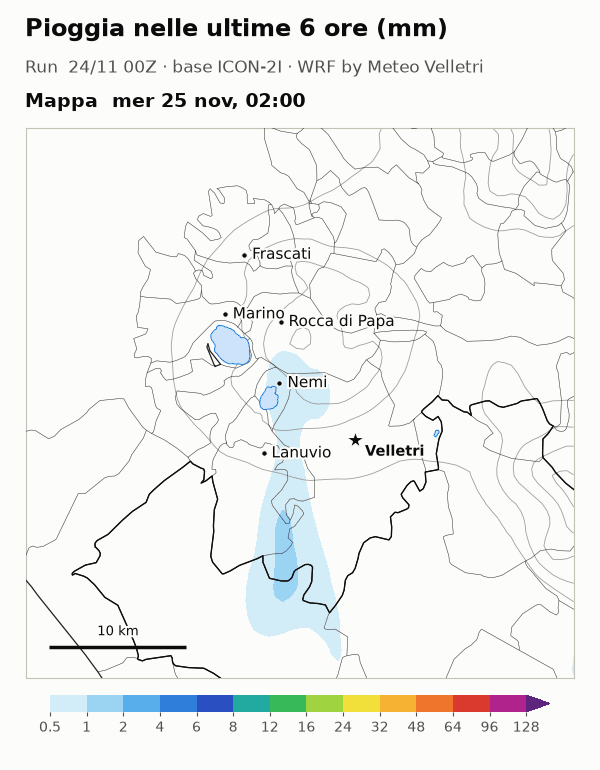 Pioggia nelle ultime 6 ore (mm)
Run  24/11 00Z · base ICON-2I · WRF by Meteo Velletri
Mappa  mer 25 nov, 02:00
Frascati
Marino
Rocca di Papa
Nemi
Velletri
Lanuvio
10 km
0.5 1 2 4 6 8 12 16 24 32 48 64 96 128